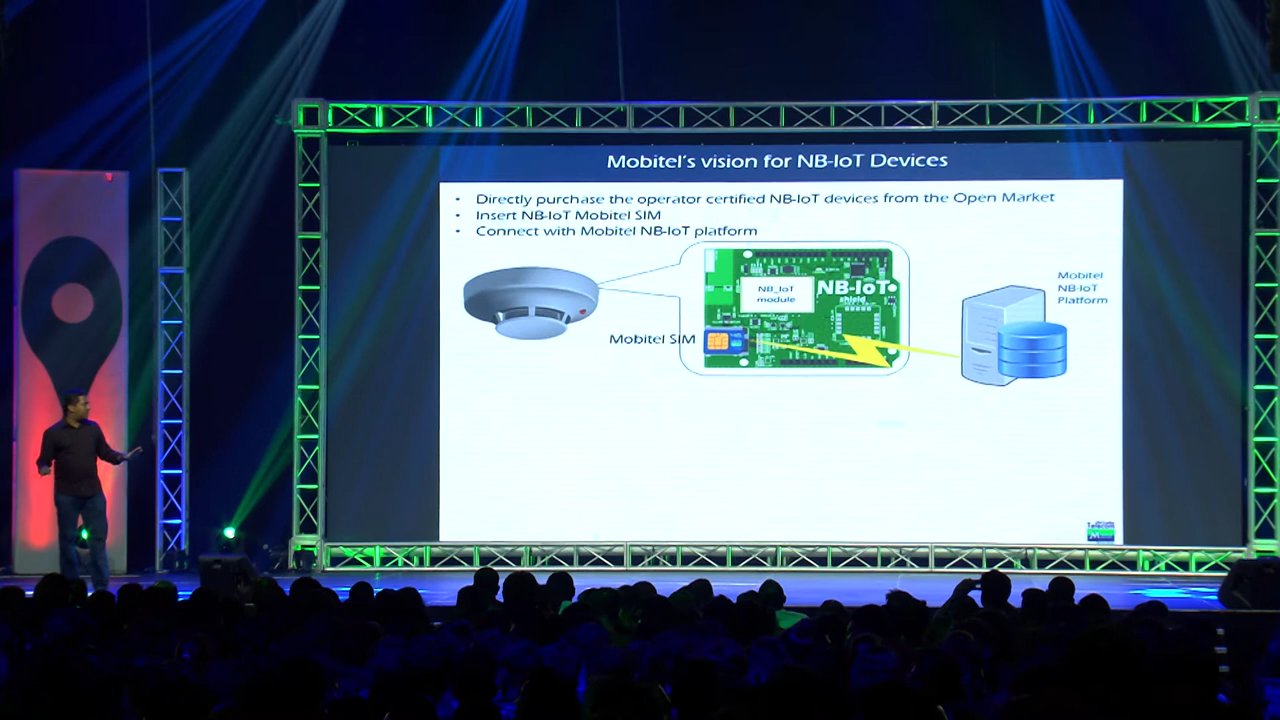 Mobitel's vision for NB-IoT Devices
• Directly purchase the operator certified NB-IoT devices from the Open Market
• Insert NB-IoT Mobitel SIM
• Connect with Mobitel NB-IoT platform
NB_IoT
module
NB-IoT
shield
Mobitel SIM
Mobitel
NB-IoT
Platform